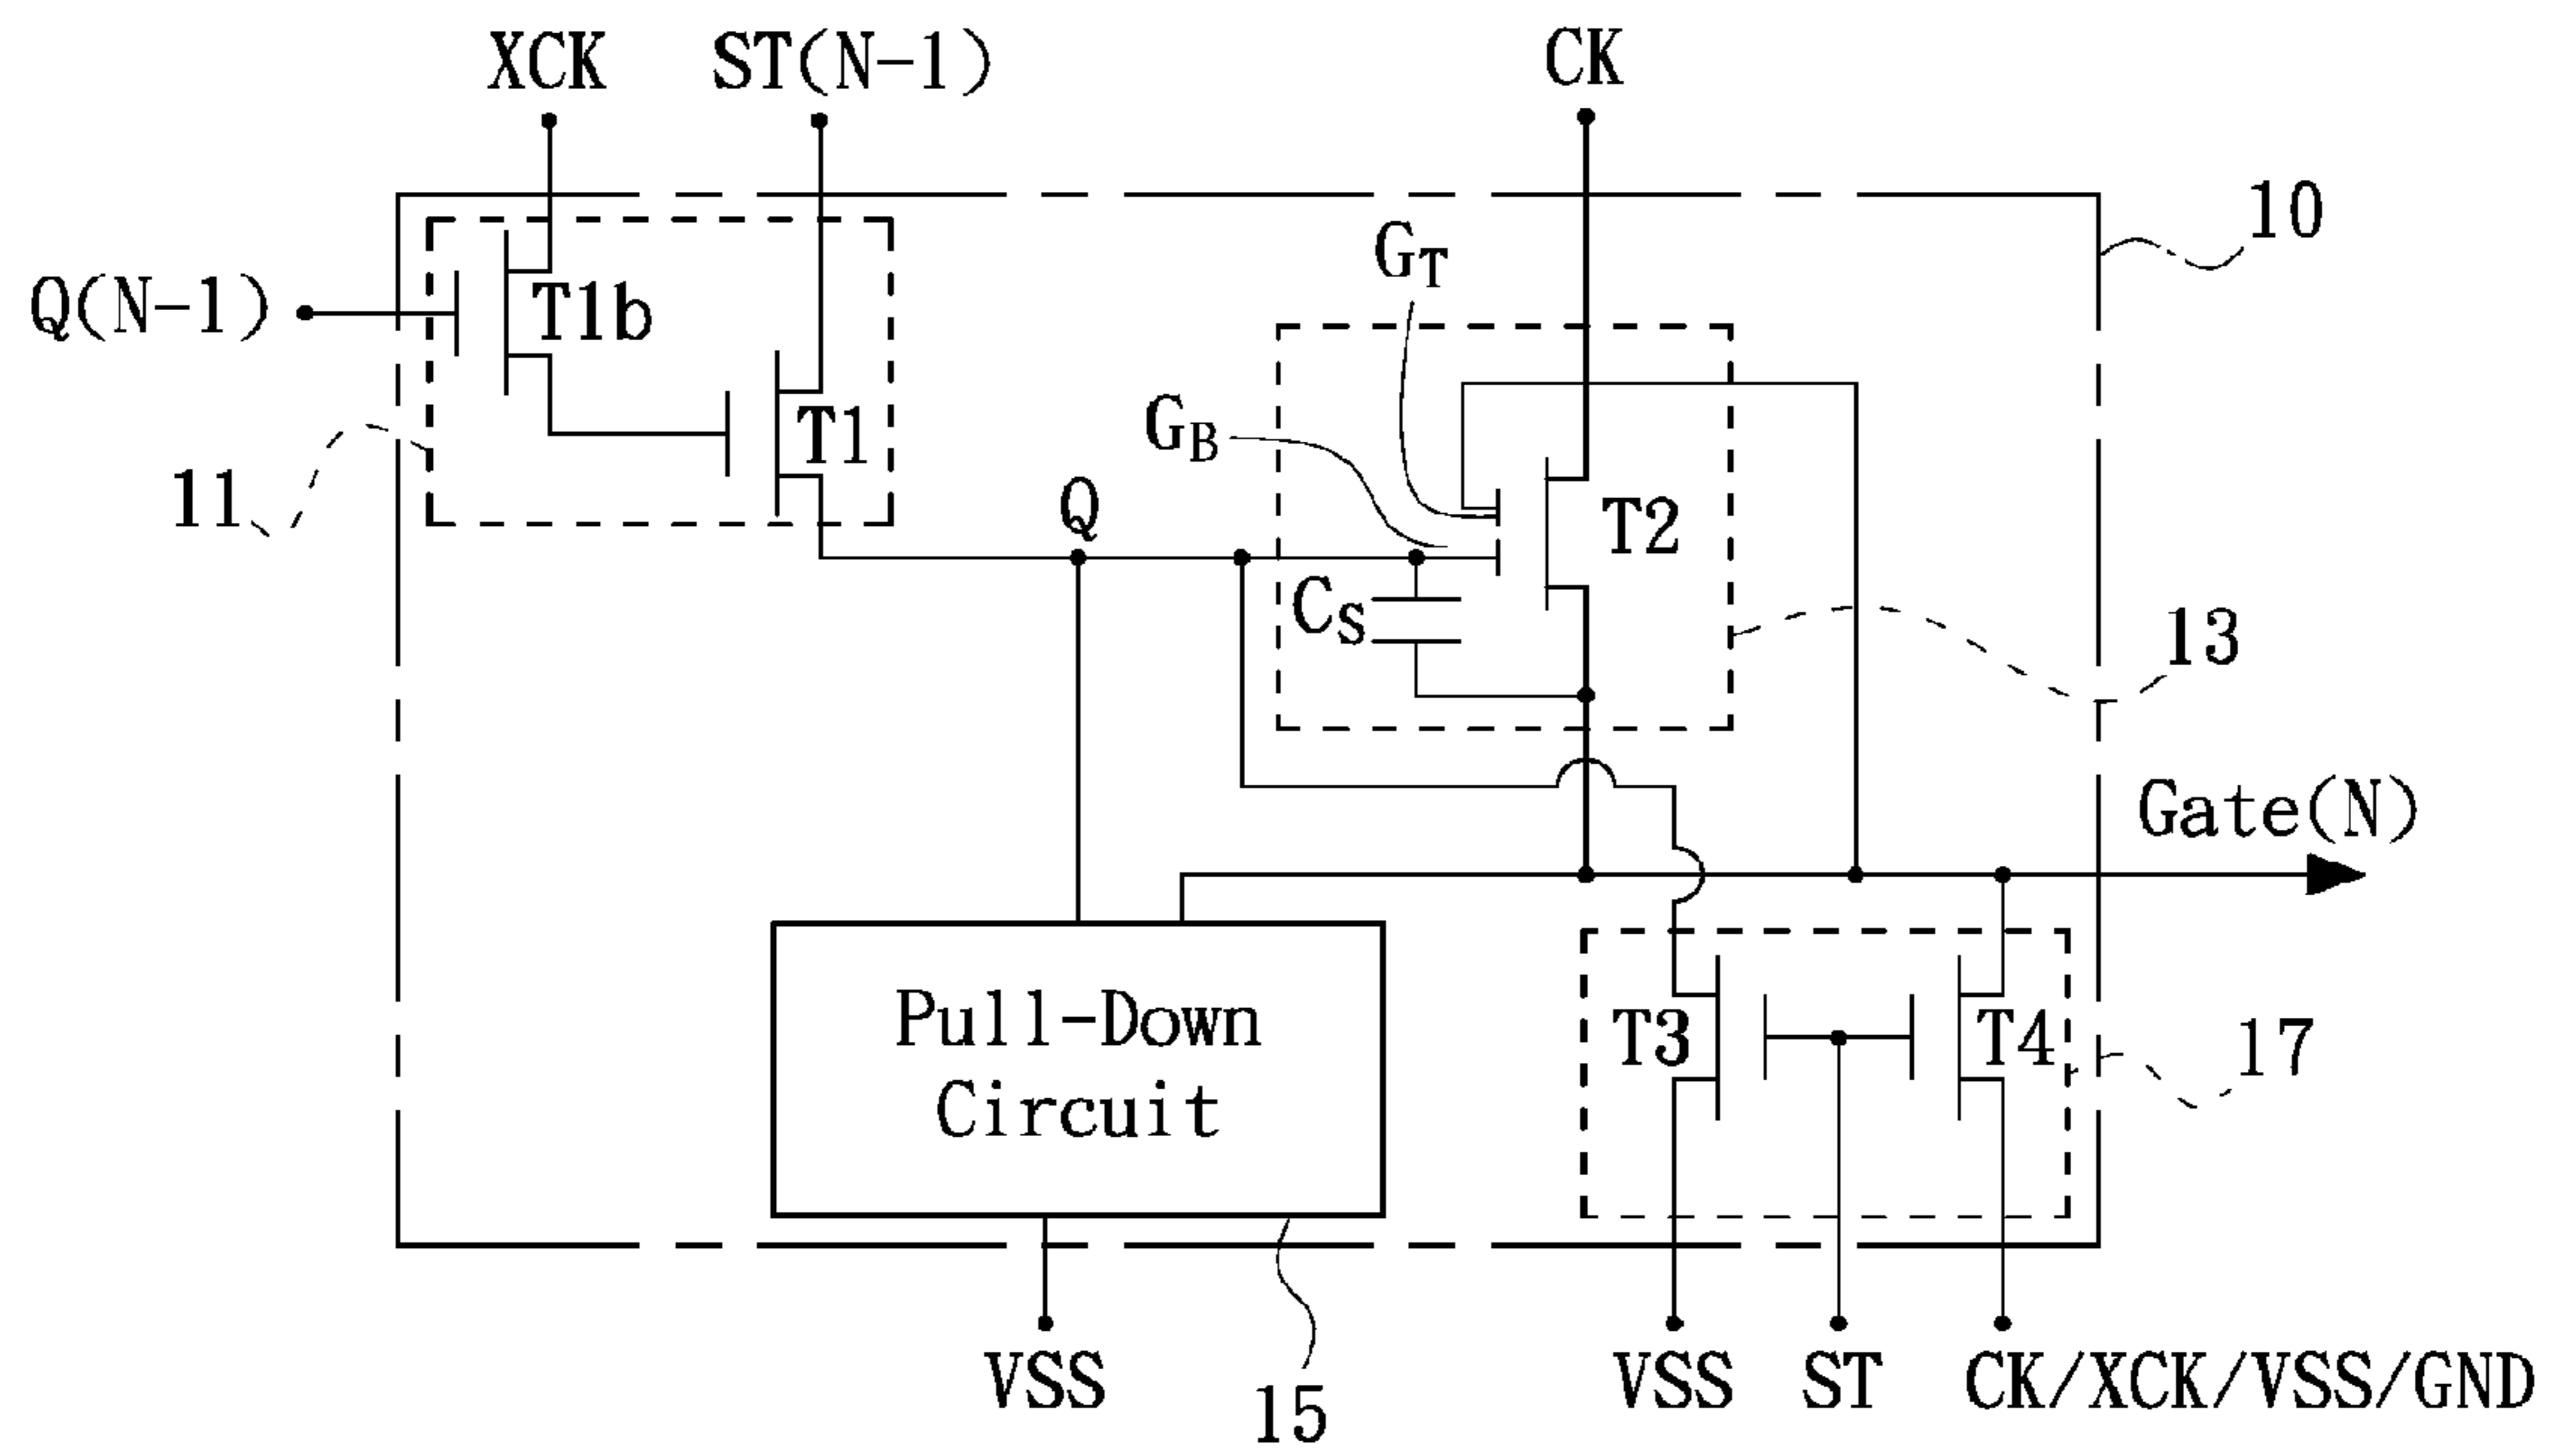 XCK
ST(N-1)
CK
10
Q(N-1)
T1b
GT
T1
GB
11
Q
T2
CS
13
Gate(N)
Pull-Down
Circuit
T3
T4
17
VSS
15
VSS
ST
CK/XCK/VSS/GND